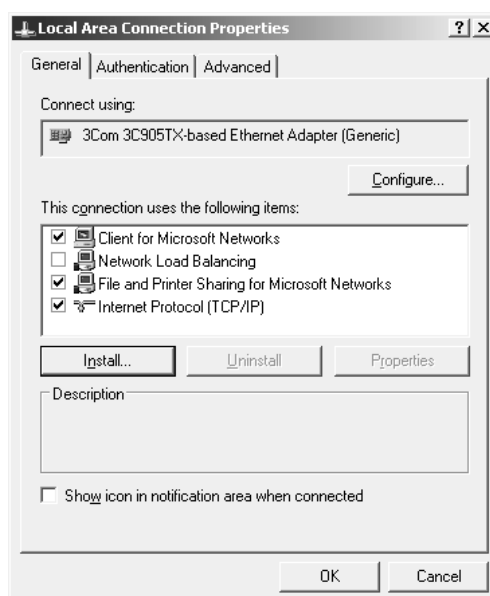 Local Area Connection Properties ? X
General Authentication Advanced
Connect using:
3Com 3C905TX-based Ethernet Adapter (Generic)
Configure...
This connection uses the following items:
Client for Microsoft Networks
Network Load Balancing
File and Printer Sharing for Microsoft Networks
Internet Protocol (TCP/IP)
Install... Uninstall Properties
Description
Show icon in notification area when connected
OK Cancel